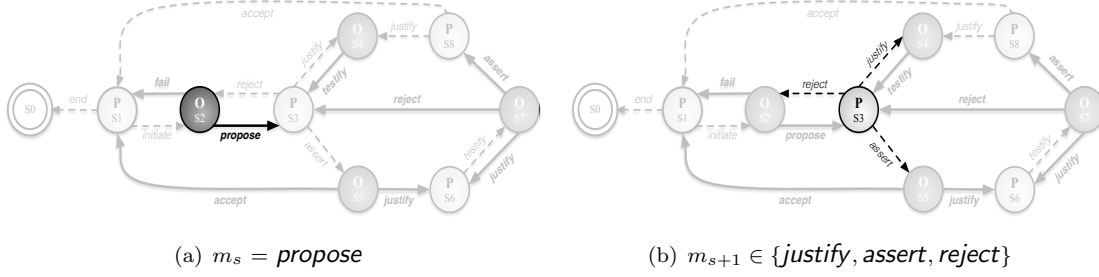 accept
O
S4
justify
P
S8
justify
testify
assert
fail
reject
S0
end
P
S1
O
S2
P
S3
reject
O
S7
initiate
propose
assert
testify
justify
accept
O
S5
justify
P
S6
(a) m_s = propose
accept
O
S4
justify
P
S8
justify
testify
assert
fail
reject
S0
end
P
S1
O
S2
P
S3
reject
O
S7
initiate
propose
assert
testify
justify
accept
O
S5
justify
P
S6
(b) m_{s+1} ∈ {justify, assert, reject}